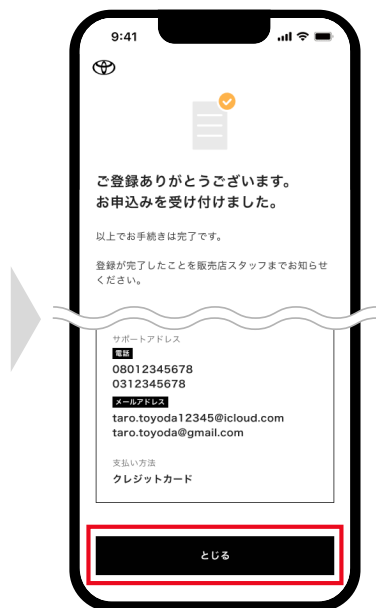 9:41
ご登録ありがとうございます。
お申込みを受け付けました。
以上でお手続きは完了です。
登録が完了したことを販売店スタッフまでお知らせ
ください。
サポートアドレス
電話
08012345678
0312345678
メールアドレス
taro.toyoda12345@icloud.com
taro.toyoda@gmail.com
支払い方法
クレジットカード
とじる